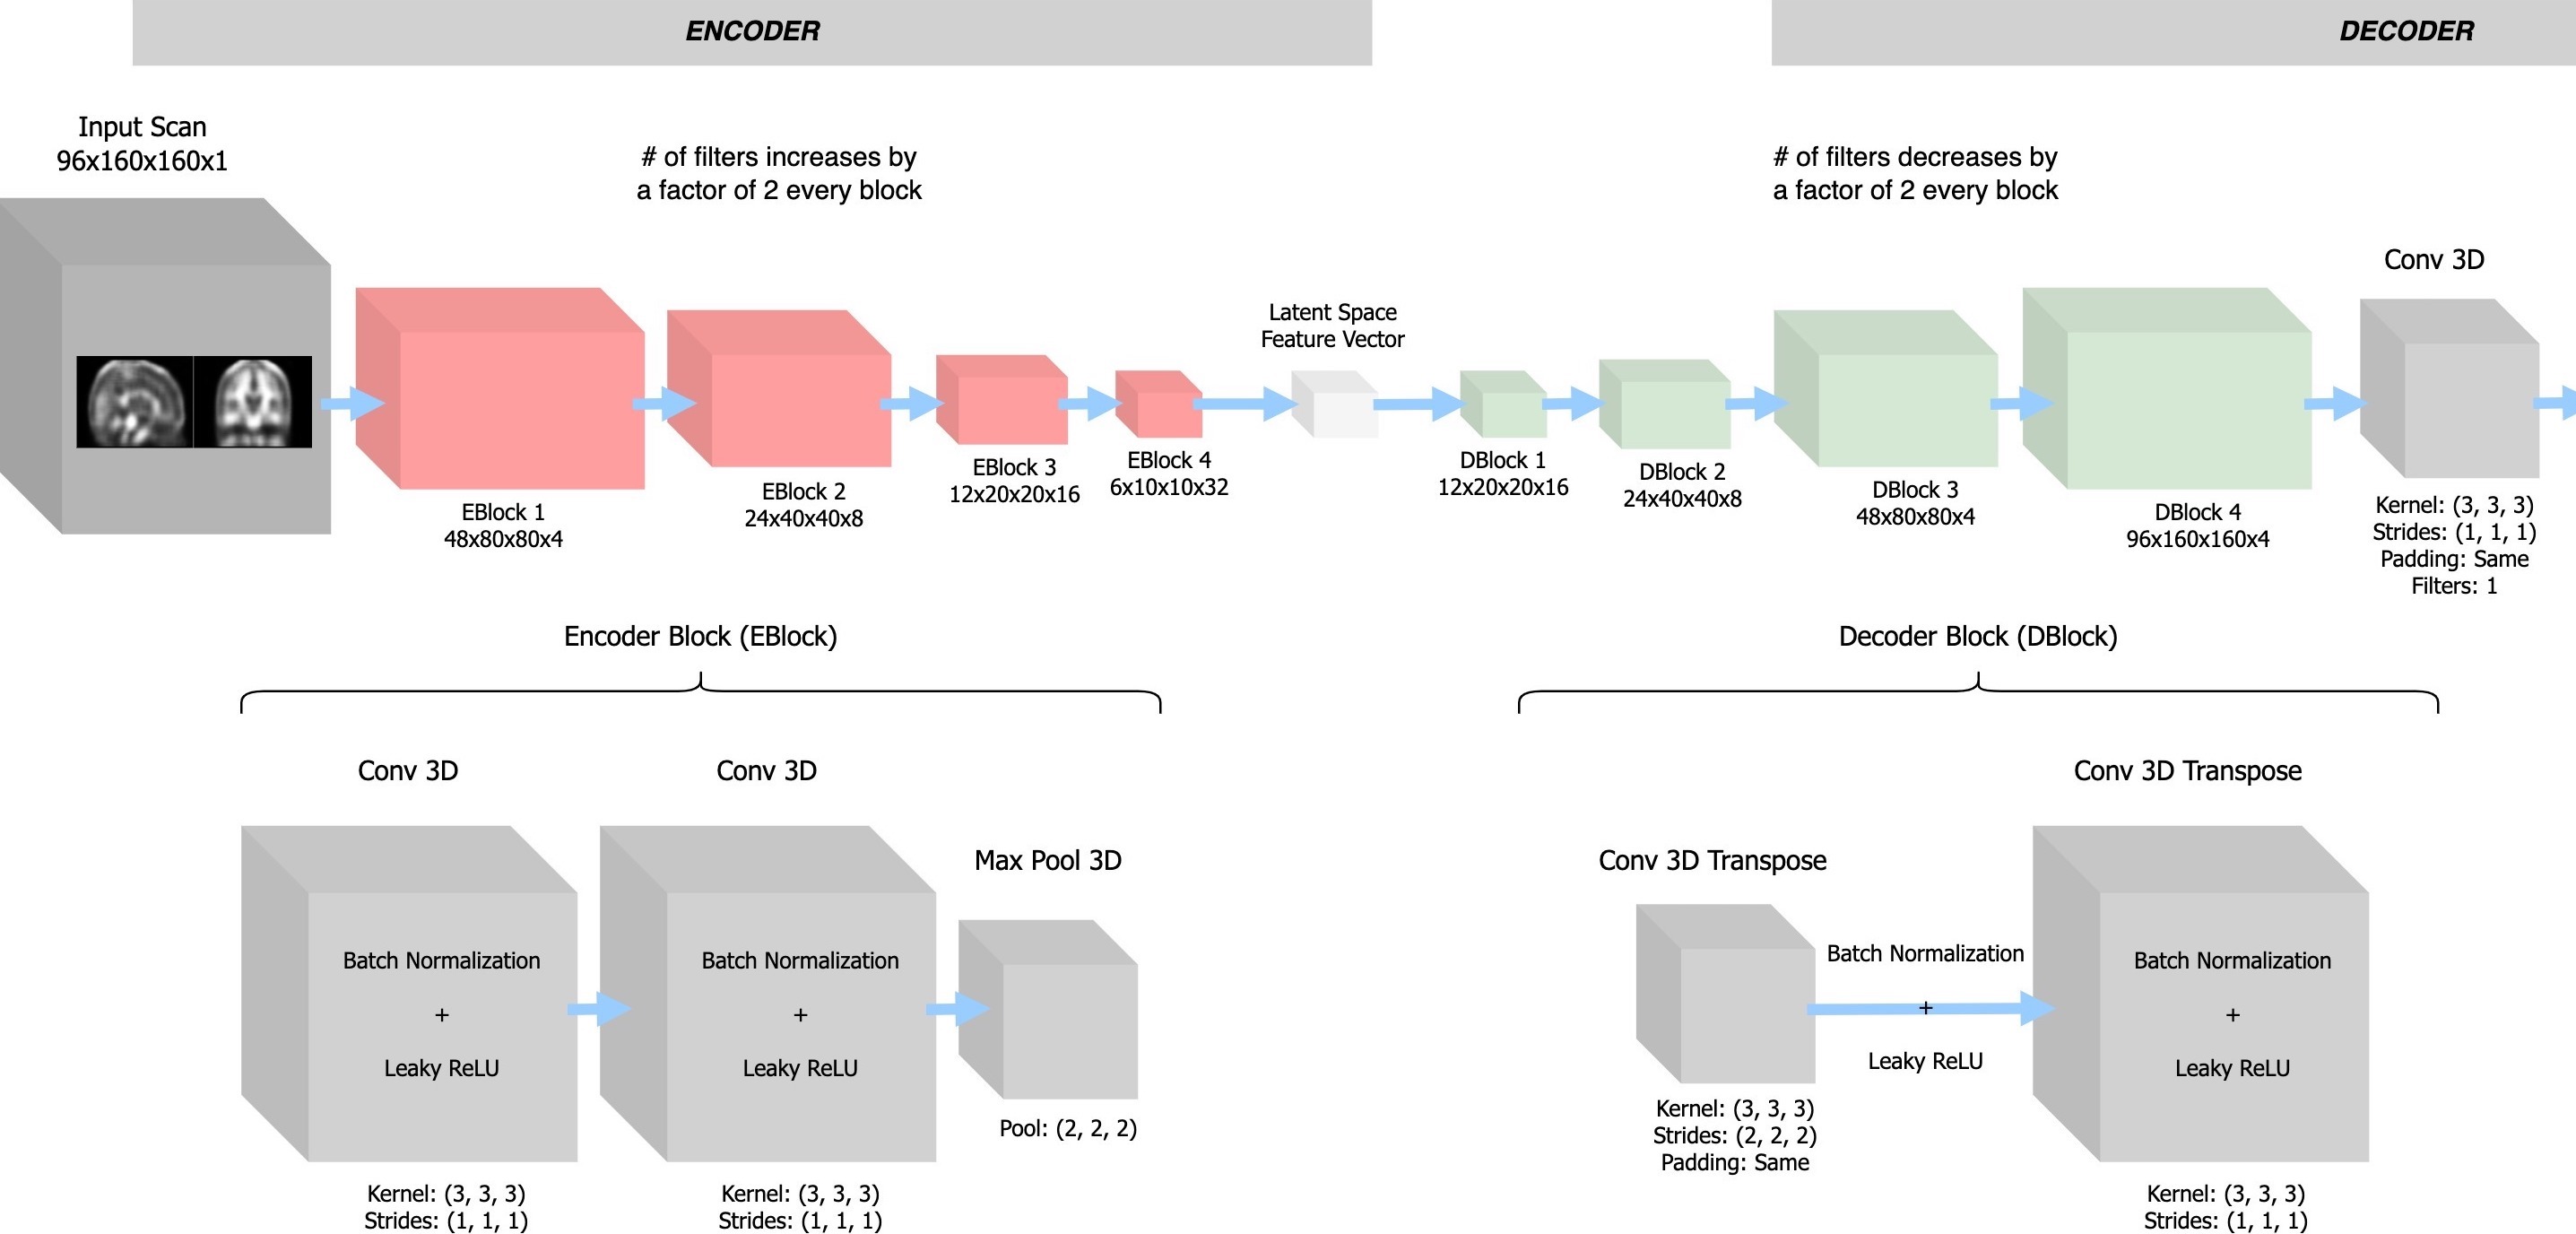 ENCODER
DECODER
Input Scan
96x160x160x1
# of filters increases by
a factor of 2 every block
# of filters decreases by
a factor of 2 every block
Conv 3D
Latent Space
Feature Vector
EBlock 1
48x80x80x4
EBlock 2
24x40x40x8
EBlock 3
12x20x20x16
EBlock 4
6x10x10x32
DBlock 1
12x20x20x16
DBlock 2
24x40x40x8
DBlock 3
48x80x80x4
DBlock 4
96x160x160x4
Kernel: (3, 3, 3)
Strides: (1, 1, 1)
Padding: Same
Filters: 1
Encoder Block (EBlock)
Conv 3D
Batch Normalization
+
Leaky ReLU
Kernel: (3, 3, 3)
Strides: (1, 1, 1)
Conv 3D
Batch Normalization
+
Leaky ReLU
Kernel: (3, 3, 3)
Strides: (1, 1, 1)
Max Pool 3D
Pool: (2, 2, 2)
Decoder Block (DBlock)
Conv 3D Transpose
Kernel: (3, 3, 3)
Strides: (2, 2, 2)
Padding: Same
Batch Normalization
+
Leaky ReLU
Conv 3D Transpose
Batch Normalization
+
Leaky ReLU
Kernel: (3, 3, 3)
Strides: (1, 1, 1)